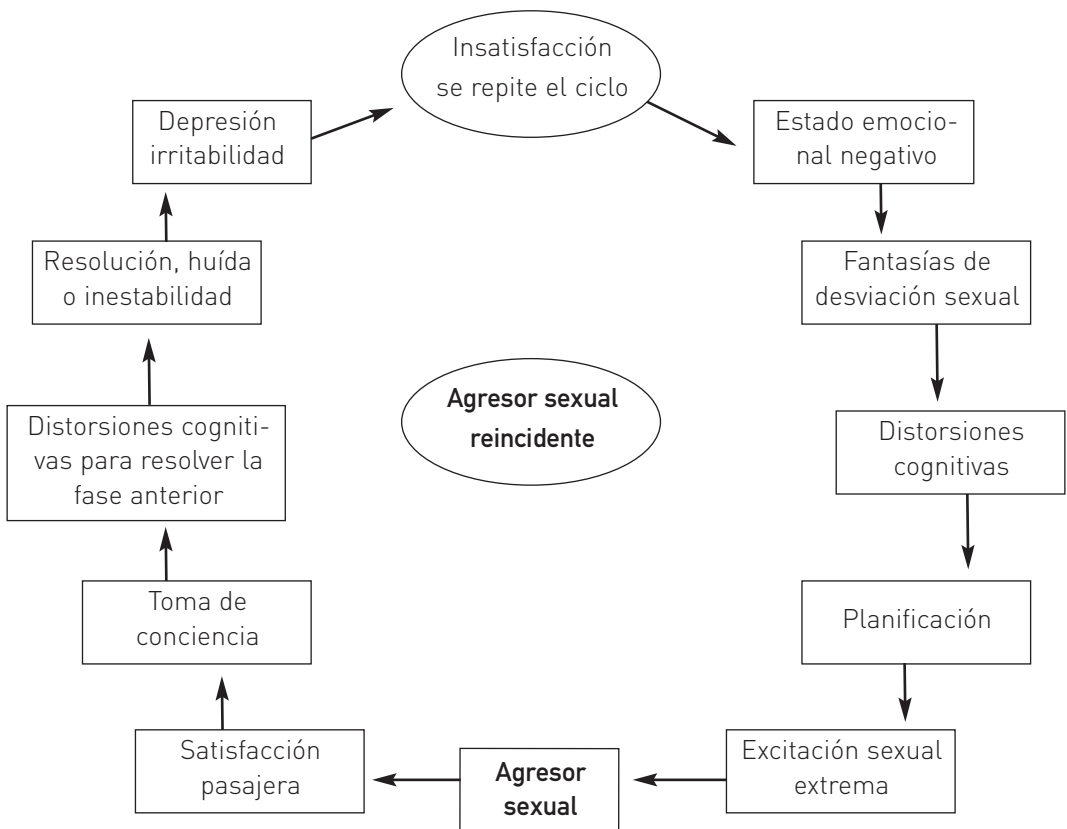 Insatisfacción
se repite el ciclo
Estado emocio-
nal negativo
Fantasías de
desviación sexual
Distorsiones
cognitivas
Planificación
Excitación sexual
extrema
Agresor
sexual
Satisfacción
pasajera
Toma de
conciencia
Distorsiones cogniti-
vas para resolver la
fase anterior
Resolución, huída
o inestabilidad
Depresión
irritabilidad
Agresor sexual
reincidente